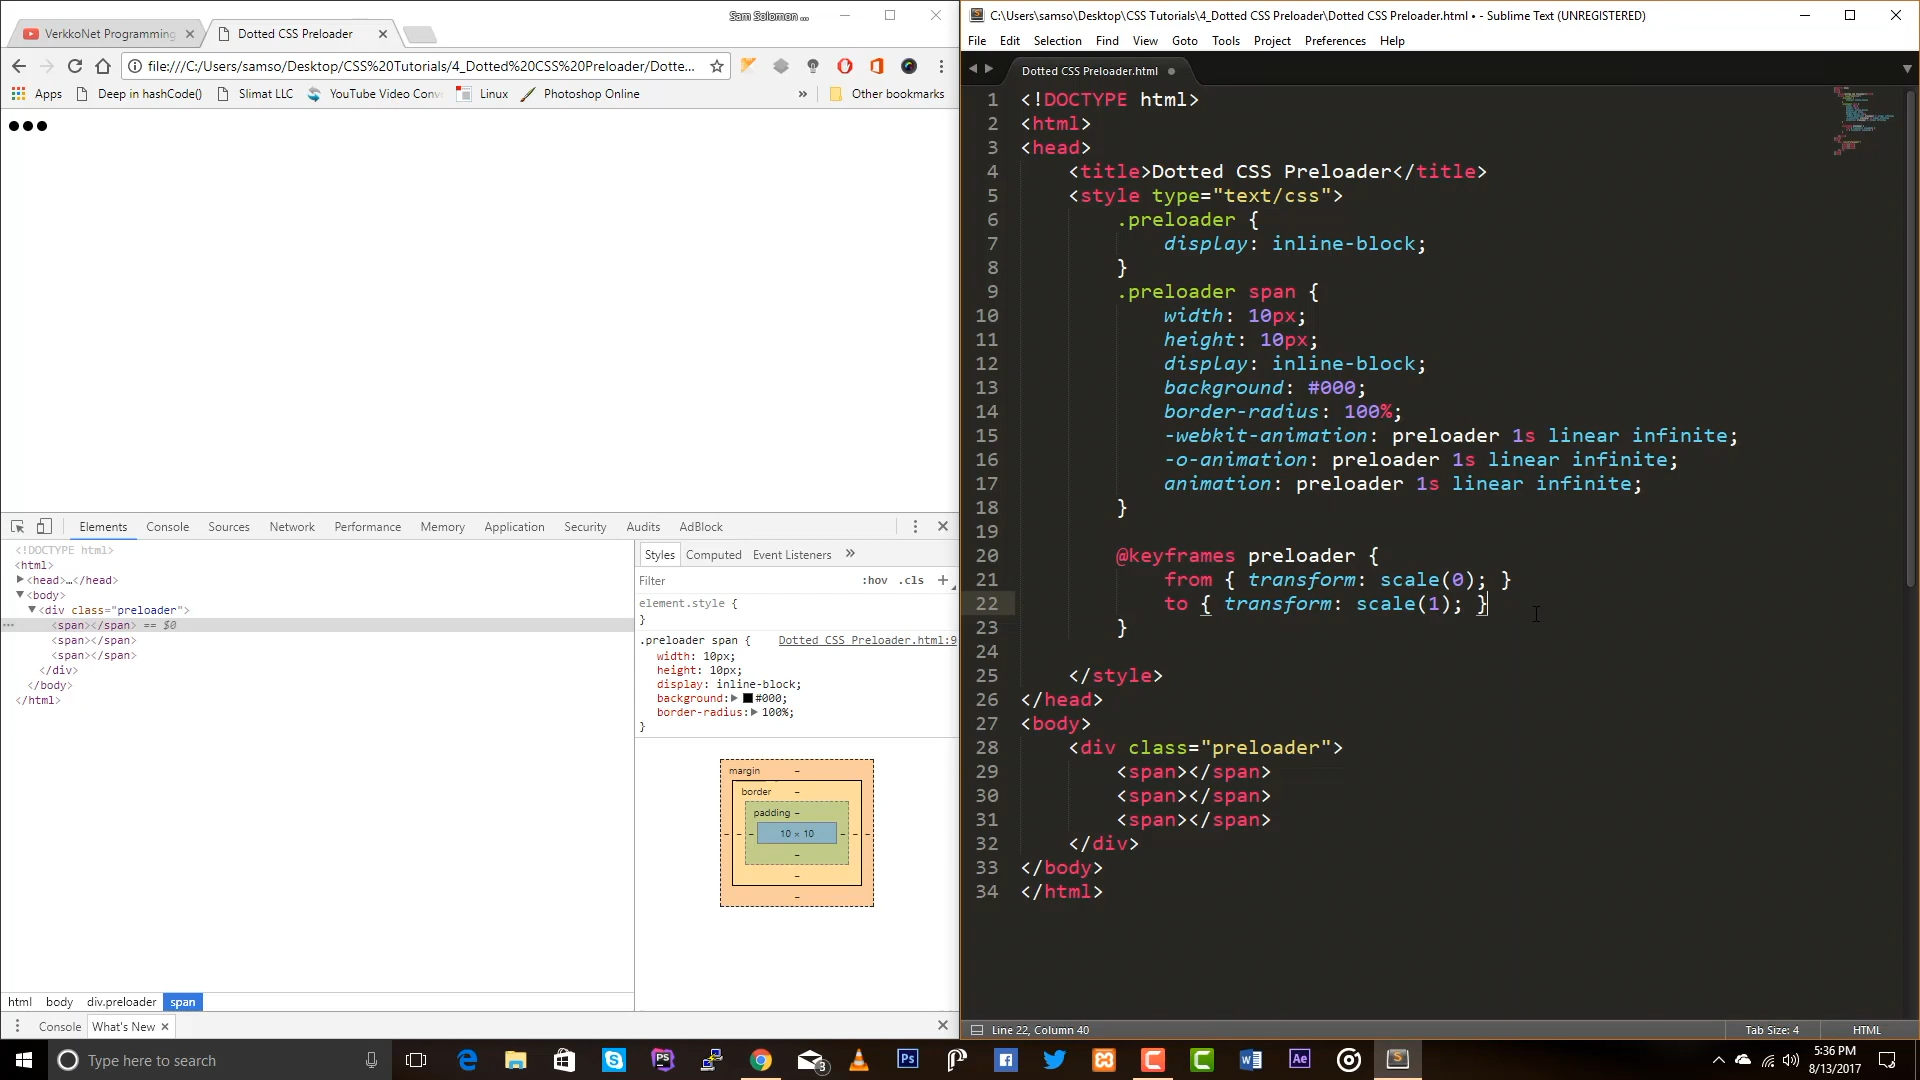 Sam Solomon ...
VerkkoNet Programming
Dotted CSS Preloader
file:///C:/Users/samso/Desktop/CSS%20Tutorials/4_Dotted%20CSS%20Preloader/Dotte...
Apps
Deep in hashCode()
Slimat LLC
YouTube Video Conv
Linux
Photoshop Online
»
Other bookmarks
Elements
Console
Sources
Network
Performance
Memory
Application
Security
Audits
AdBlock
<!DOCTYPE html>
<html>
<head>…</head>
<body>
<div class="preloader">
<span></span> == $0
<span></span>
<span></span>
</div>
</body>
</html>
Styles
Computed
Event Listeners
»
Filter
:hov
.cls
+
element.style {
}
.preloader span {
Dotted CSS Preloader.html:9
width: 10px;
height: 10px;
display: inline-block;
background: #000;
border-radius: 100%;
}
margin -
border -
padding -
10 × 10
html
body
div.preloader
span
Console
What's New
C:\Users\samso\Desktop\CSS Tutorials\4_Dotted CSS Preloader\Dotted CSS Preloader.html • - Sublime Text (UNREGISTERED)
File
Edit
Selection
Find
View
Goto
Tools
Project
Preferences
Help
Dotted CSS Preloader.html
1 <!DOCTYPE html>
2 <html>
3 <head>
4 <title>Dotted CSS Preloader</title>
5 <style type="text/css">
6 .preloader {
7 display: inline-block;
8 }
9 .preloader span {
10 width: 10px;
11 height: 10px;
12 display: inline-block;
13 background: #000;
14 border-radius: 100%;
15 -webkit-animation: preloader 1s linear infinite;
16 -o-animation: preloader 1s linear infinite;
17 animation: preloader 1s linear infinite;
18 }
19
20 @keyframes preloader {
21 from { transform: scale(0); }
22 to { transform: scale(1); }
23 }
24
25 </style>
26 </head>
27 <body>
28 <div class="preloader">
29 <span></span>
30 <span></span>
31 <span></span>
32 </div>
33 </body>
34 </html>
Line 22, Column 40
Tab Size: 4
HTML
Type here to search
PS
3
Ps
Ae
5:36 PM
8/13/2017